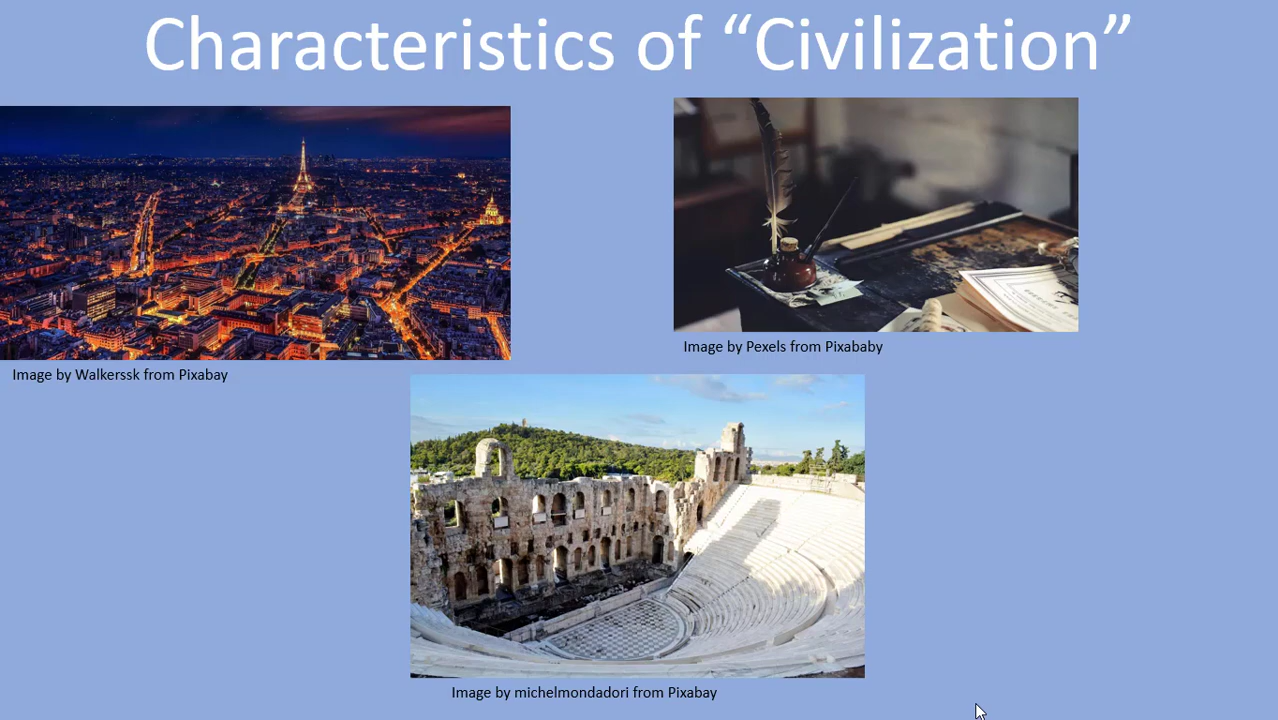 Characteristics of “Civilization”
Image by Walkerssk from Pixabay
Image by Pexels from Pixababy
Image by michelmondadori from Pixabay